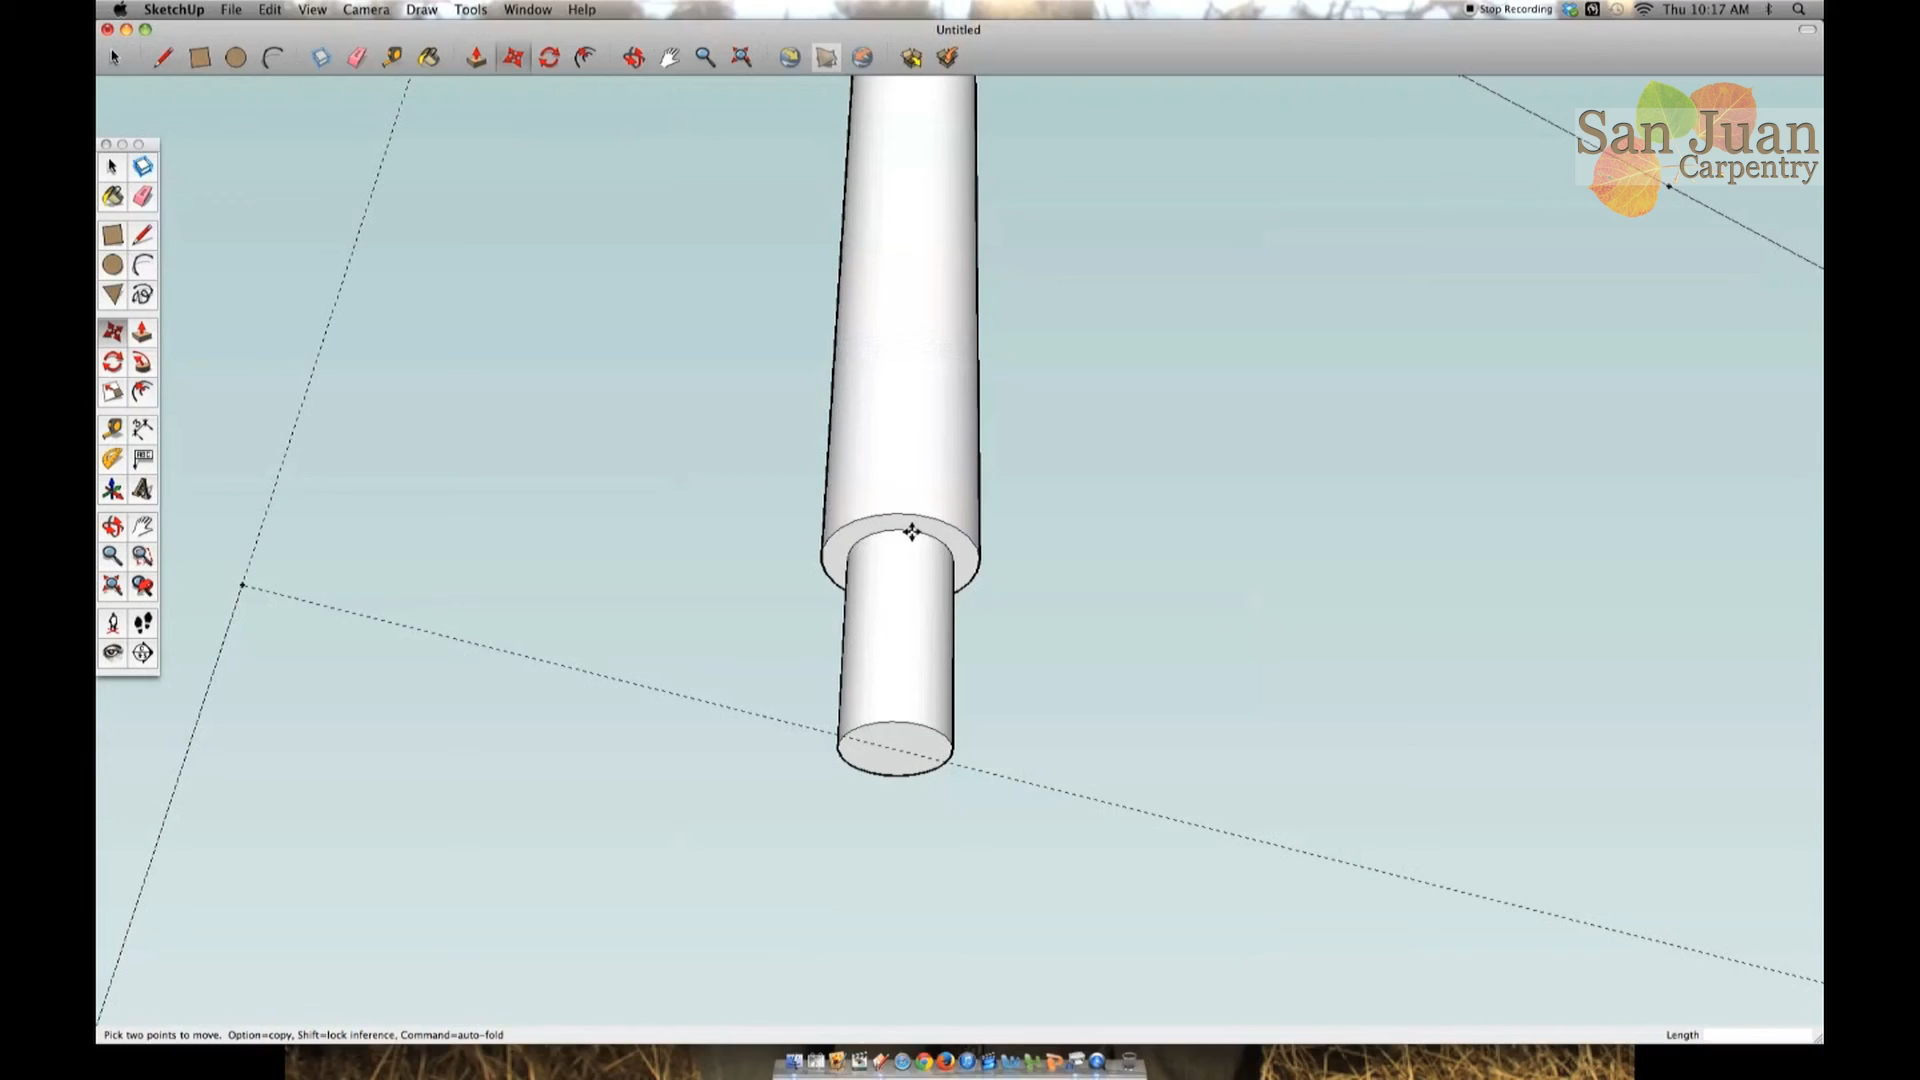 SketchUp File Edit View Camera Draw Tools Window Help
Stop Recording Thu 10:17 AM
Untitled
San Juan
Carpentry
ABC
Pick two points to move. Option=copy, Shift=lock inference, Command=auto-fold
Length